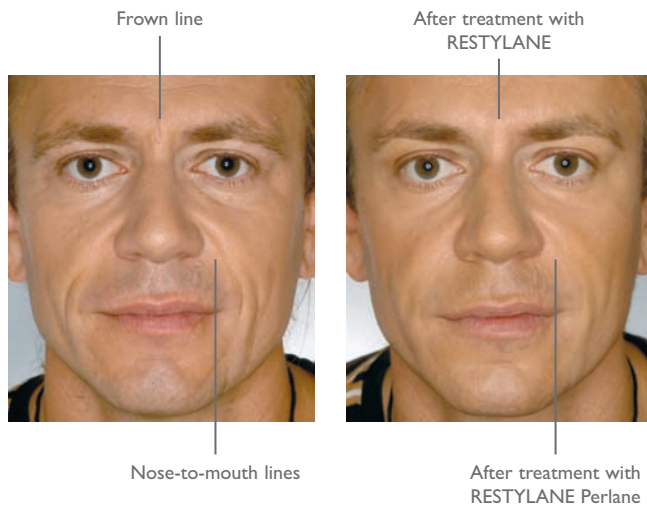 Frown line
After treatment with
RESTYLANE
Nose-to-mouth lines
After treatment with
RESTYLANE Perlane